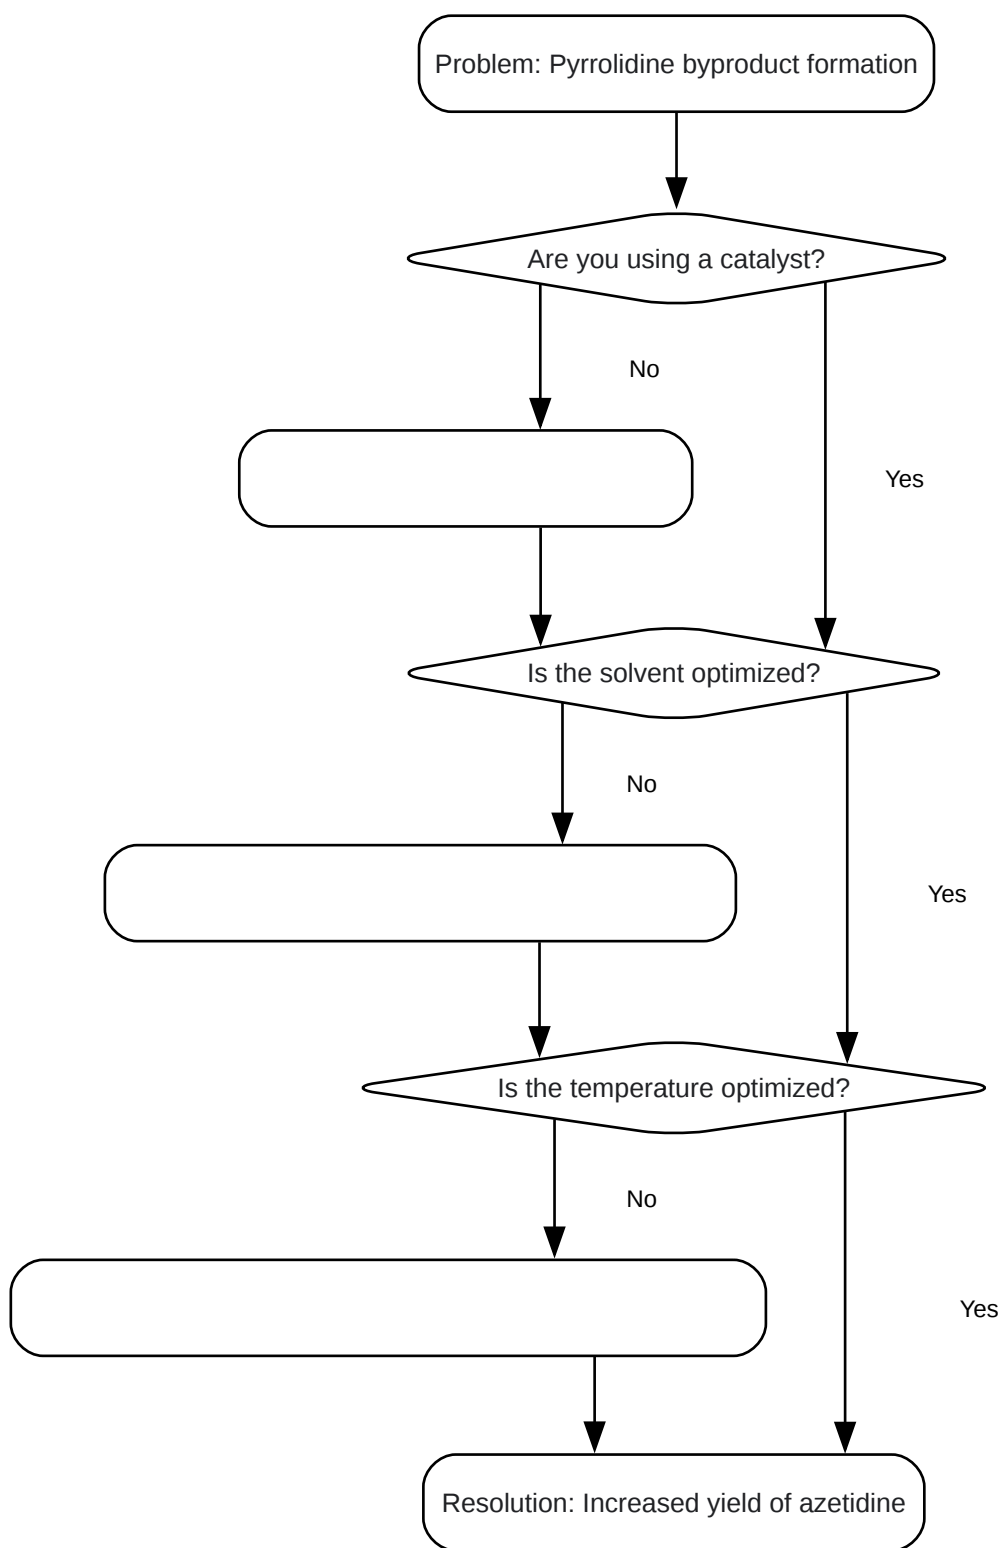 Problem: Pyrrolidine byproduct formation
Are you using a catalyst?
No
Yes
Is the solvent optimized?
No
Yes
Is the temperature optimized?
No
Yes
Resolution: Increased yield of azetidine